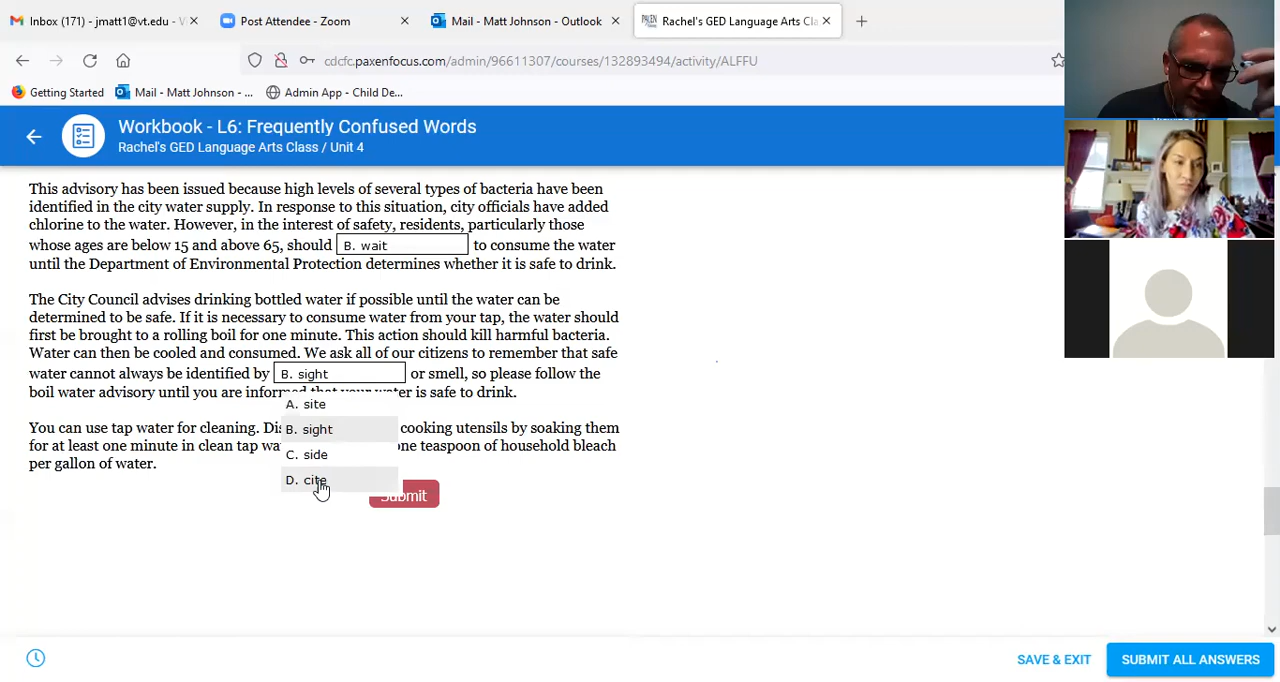 Inbox (171) - jmatt1@vt.edu - V
Post Attendee - Zoom
Mail - Matt Johnson - Outlook
PAXEN
Rachel's GED Language Arts Cla
cdcfc.paxenfocus.com/admin/96611307/courses/132893494/activity/ALFFU
Getting Started
Mail - Matt Johnson - ...
Admin App - Child De...
Workbook - L6: Frequently Confused Words
Rachel's GED Language Arts Class / Unit 4
This advisory has been issued because high levels of several types of bacteria have been
identified in the city water supply. In response to this situation, city officials have added
chlorine to the water. However, in the interest of safety, residents, particularly those
whose ages are below 15 and above 65, should B. wait to consume the water
until the Department of Environmental Protection determines whether it is safe to drink.
The City Council advises drinking bottled water if possible until the water can be
determined to be safe. If it is necessary to consume water from your tap, the water should
first be brought to a rolling boil for one minute. This action should kill harmful bacteria.
Water can then be cooled and consumed. We ask all of our citizens to remember that safe
water cannot always be identified by B. sight or smell, so please follow the
boil water advisory until you are informed that your water is safe to drink.
A. site
You can use tap water for cleaning. Dis B. sight cooking utensils by soaking them
for at least one minute in clean tap wa C. side one teaspoon of household bleach
per gallon of water.
D. cite
Submit
SAVE & EXIT
SUBMIT ALL ANSWERS